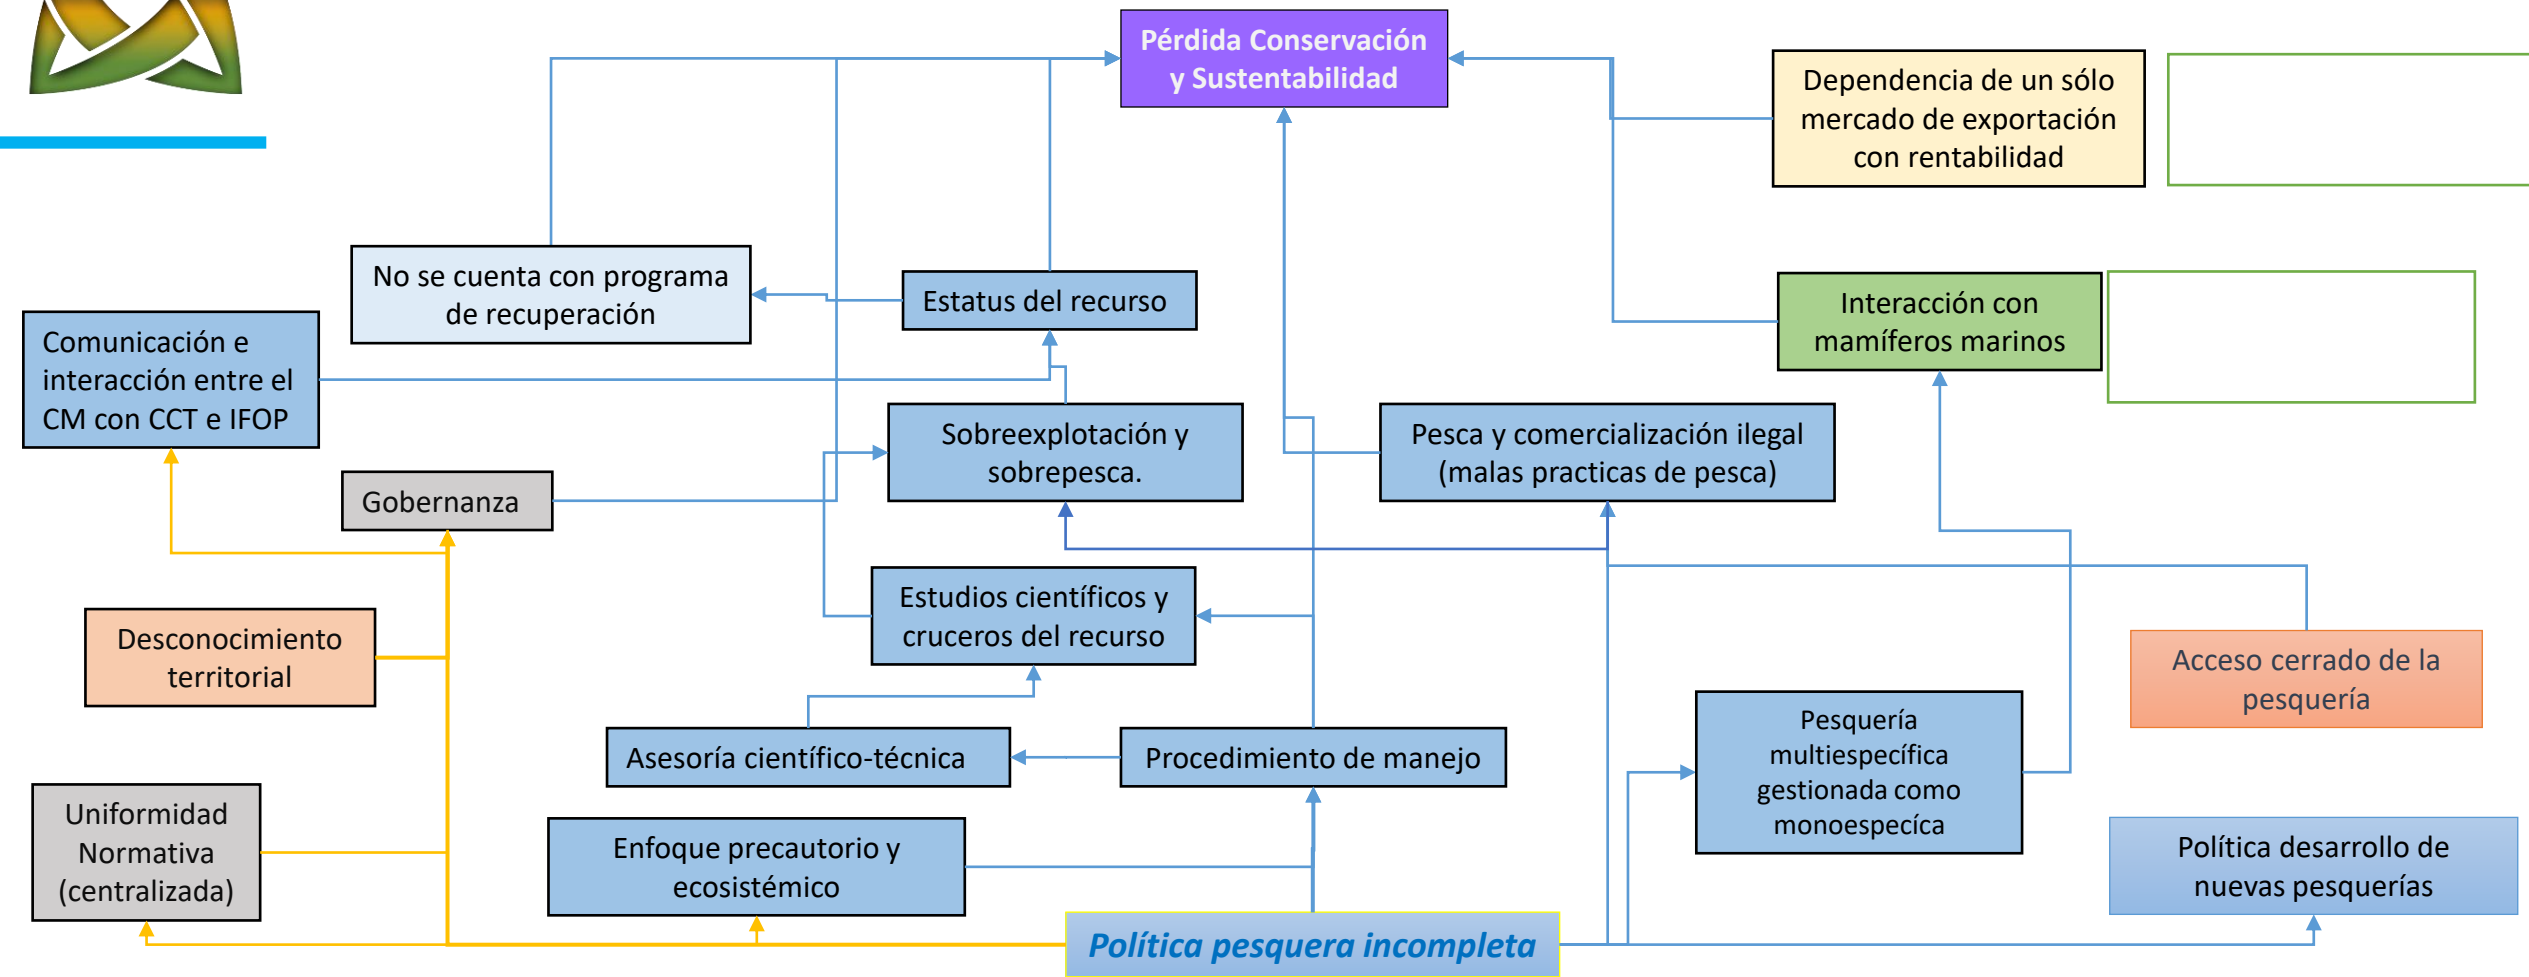 Pérdida Conservación
y Sustentabilidad
Dependencia de un sólo
mercado de exportación
con rentabilidad
No se cuenta con programa
de recuperación
Estatus del recurso
Interacción con
mamíferos marinos
Comunicación e
interacción entre el
CM con CCT e IFOP
Sobreexplotación y
sobrepesca.
Pesca y comercialización ilegal
(malas practicas de pesca)
Gobernanza
Estudios científicos y
cruceros del recurso
Desconocimiento
territorial
Acceso cerrado de la
pesquería
Asesoría científico-técnica
Procedimiento de manejo
Pesquería
multiespecífica
gestionada como
monoespecíca
Uniformidad
Normativa
(centralizada)
Enfoque precautorio y
ecosistémico
Política desarrollo de
nuevas pesquerías
Política pesquera incompleta